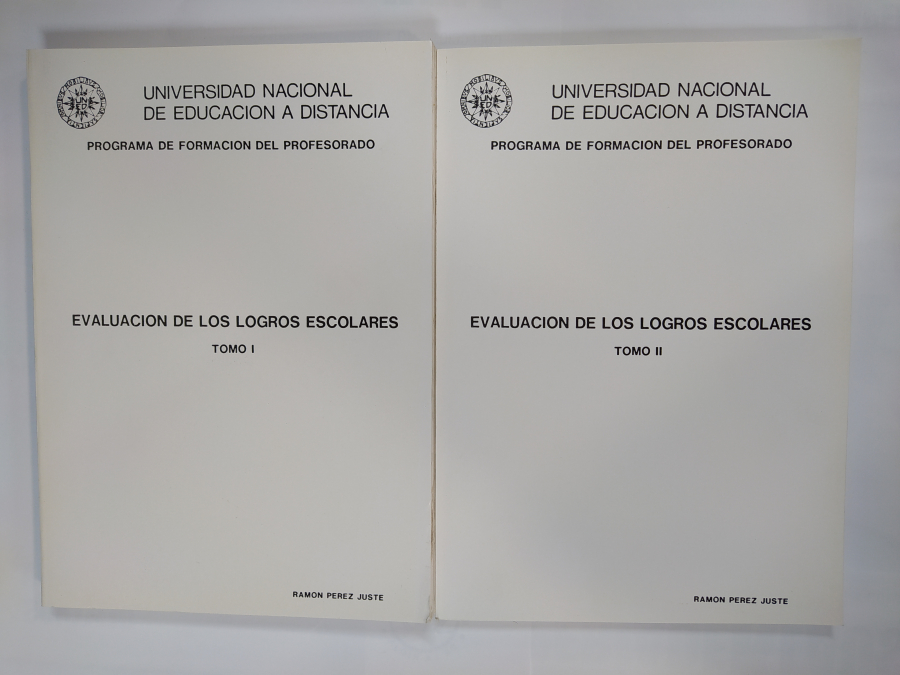 UNIVERSIDAD NACIONAL
DE EDUCACION A DISTANCIA
PROGRAMA DE FORMACION DEL PROFESORADO
EVALUACION DE LOS LOGROS ESCOLARES
TOMO I
RAMON PEREZ JUSTE
UNIVERSIDAD NACIONAL
DE EDUCACION A DISTANCIA
PROGRAMA DE FORMACION DEL PROFESORADO
EVALUACION DE LOS LOGROS ESCOLARES
TOMO II
RAMON PEREZ JUSTE